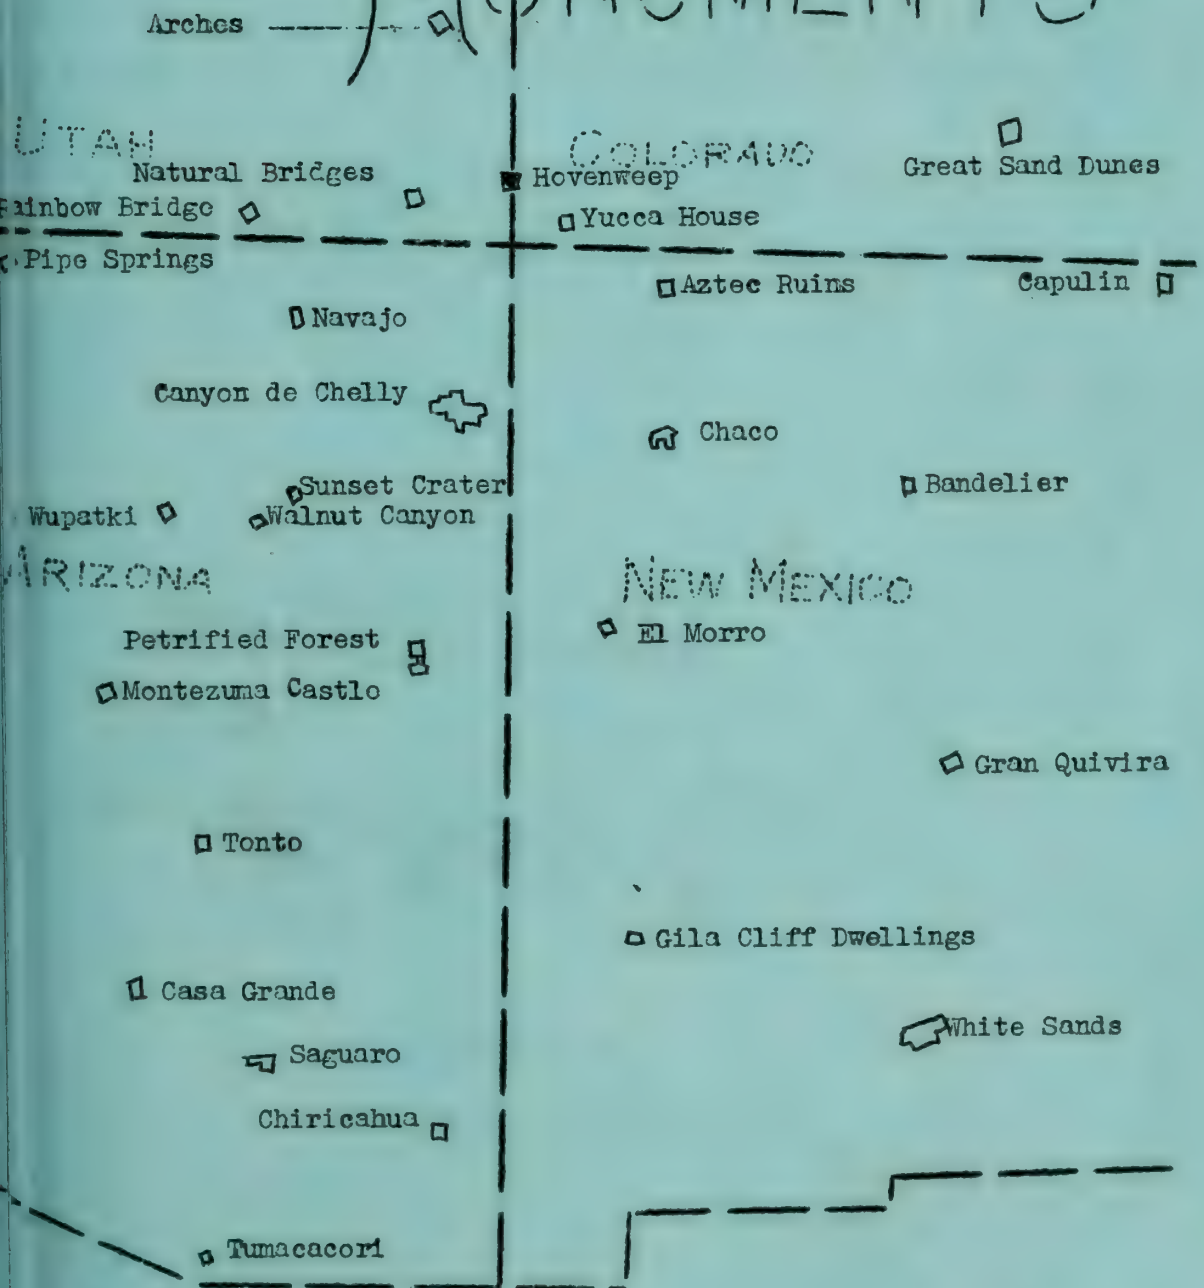 Arches
UTAH
COLORADO
Great Sand Dunes
Natural Bridges
Hovenweep
Rainbow Bridge
Yucca House
Pipe Springs
Aztec Ruins
Capulin
Navajo
Canyon de Chelly
Chaco
Sunset Crater
Bandelier
Wupatki
Walnut Canyon
ARIZONA
NEW MEXICO
El Morro
Petrified Forest
Montezuma Castle
Gran Quivira
Tonto
Gila Cliff Dwellings
Casa Grande
White Sands
Saguaro
Chiricahua
Tumacacori